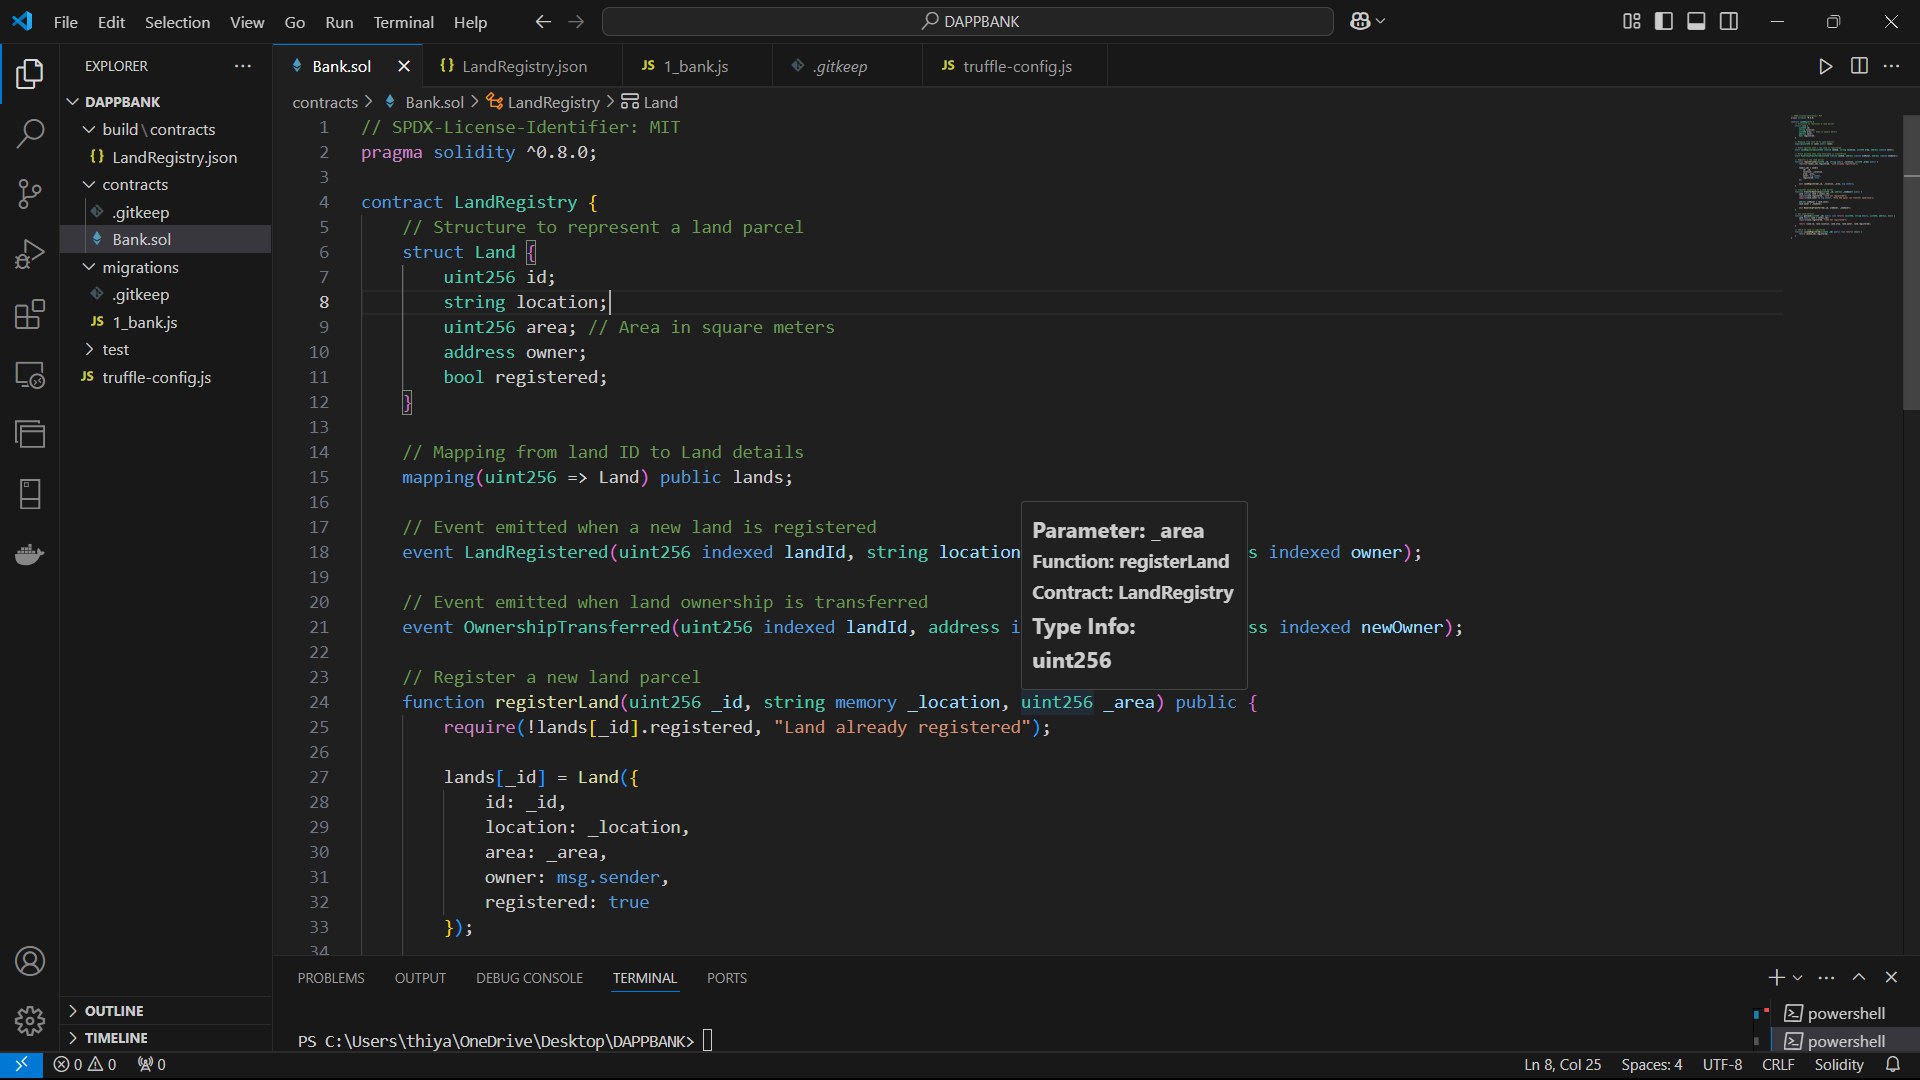 File Edit Selection View Go Run Terminal Help
DAPPBANK
EXPLORER
DAPPBANK
build\contracts
{} LandRegistry.json
contracts
.gitkeep
Bank.sol
migrations
.gitkeep
JS 1_bank.js
test
JS truffle-config.js
OUTLINE
TIMELINE
Bank.sol
{} LandRegistry.json
JS 1_bank.js
.gitkeep
JS truffle-config.js
contracts > Bank.sol > LandRegistry > Land
1 // SPDX-License-Identifier: MIT
2 pragma solidity ^0.8.0;
3
4 contract LandRegistry {
5 // Structure to represent a land parcel
6 struct Land {
7 uint256 id;
8 string location;
9 uint256 area; // Area in square meters
10 address owner;
11 bool registered;
12 }
13
14 // Mapping from land ID to Land details
15 mapping(uint256 => Land) public lands;
16
17 // Event emitted when a new land is registered
18 event LandRegistered(uint256 indexed landId, string location s indexed owner);
19
20 // Event emitted when land ownership is transferred
21 event OwnershipTransferred(uint256 indexed landId, address i ss indexed newOwner);
22
23 // Register a new land parcel
24 function registerLand(uint256 _id, string memory _location, uint256 _area) public {
25 require(!lands[_id].registered, "Land already registered");
26
27 lands[_id] = Land({
28 id: _id,
29 location: _location,
30 area: _area,
31 owner: msg.sender,
32 registered: true
33 });
34
Parameter: _area
Function: registerLand
Contract: LandRegistry
Type Info:
uint256
PROBLEMS OUTPUT DEBUG CONSOLE TERMINAL PORTS
PS C:\Users\thiya\OneDrive\Desktop\DAPPBANK>
powershell
powershell
0 0 0
Ln 8, Col 25 Spaces: 4 UTF-8 CRLF Solidity